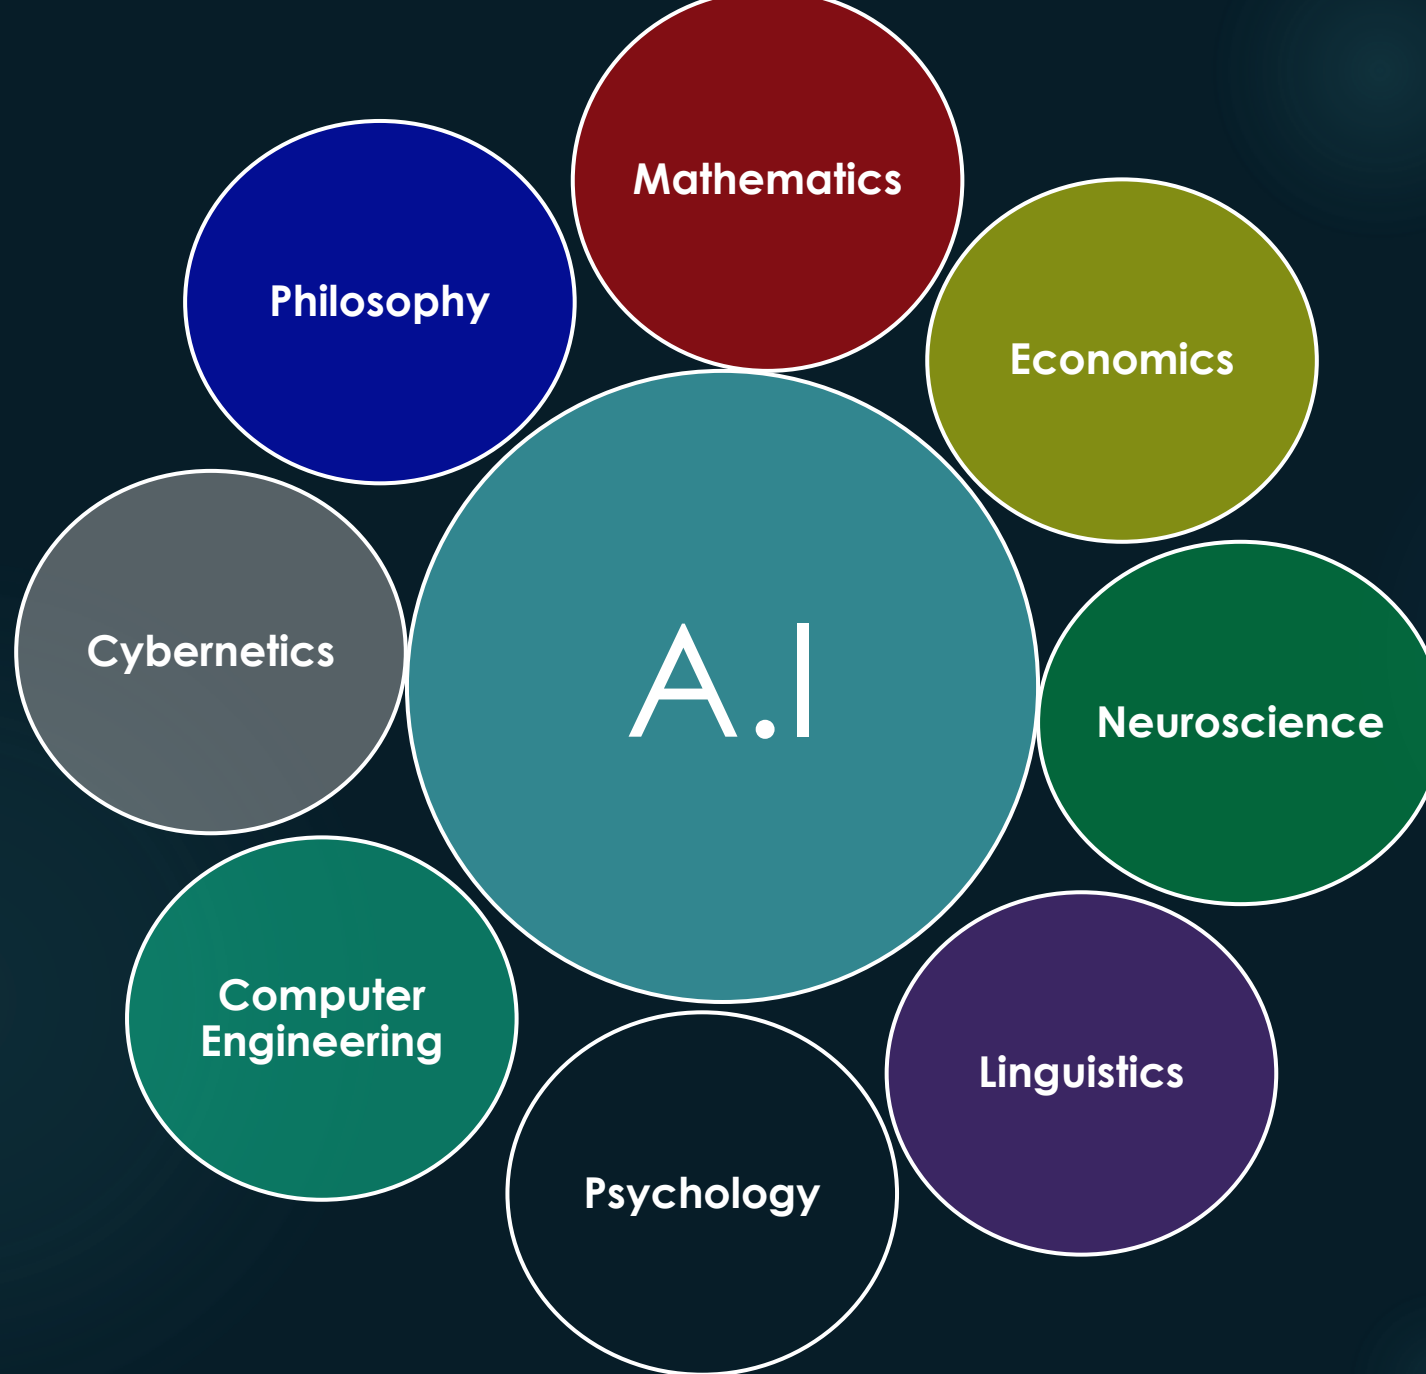 Mathematics
Philosophy
Economics
Cybernetics
A.I
Neuroscience
Computer
Engineering
Linguistics
Psychology